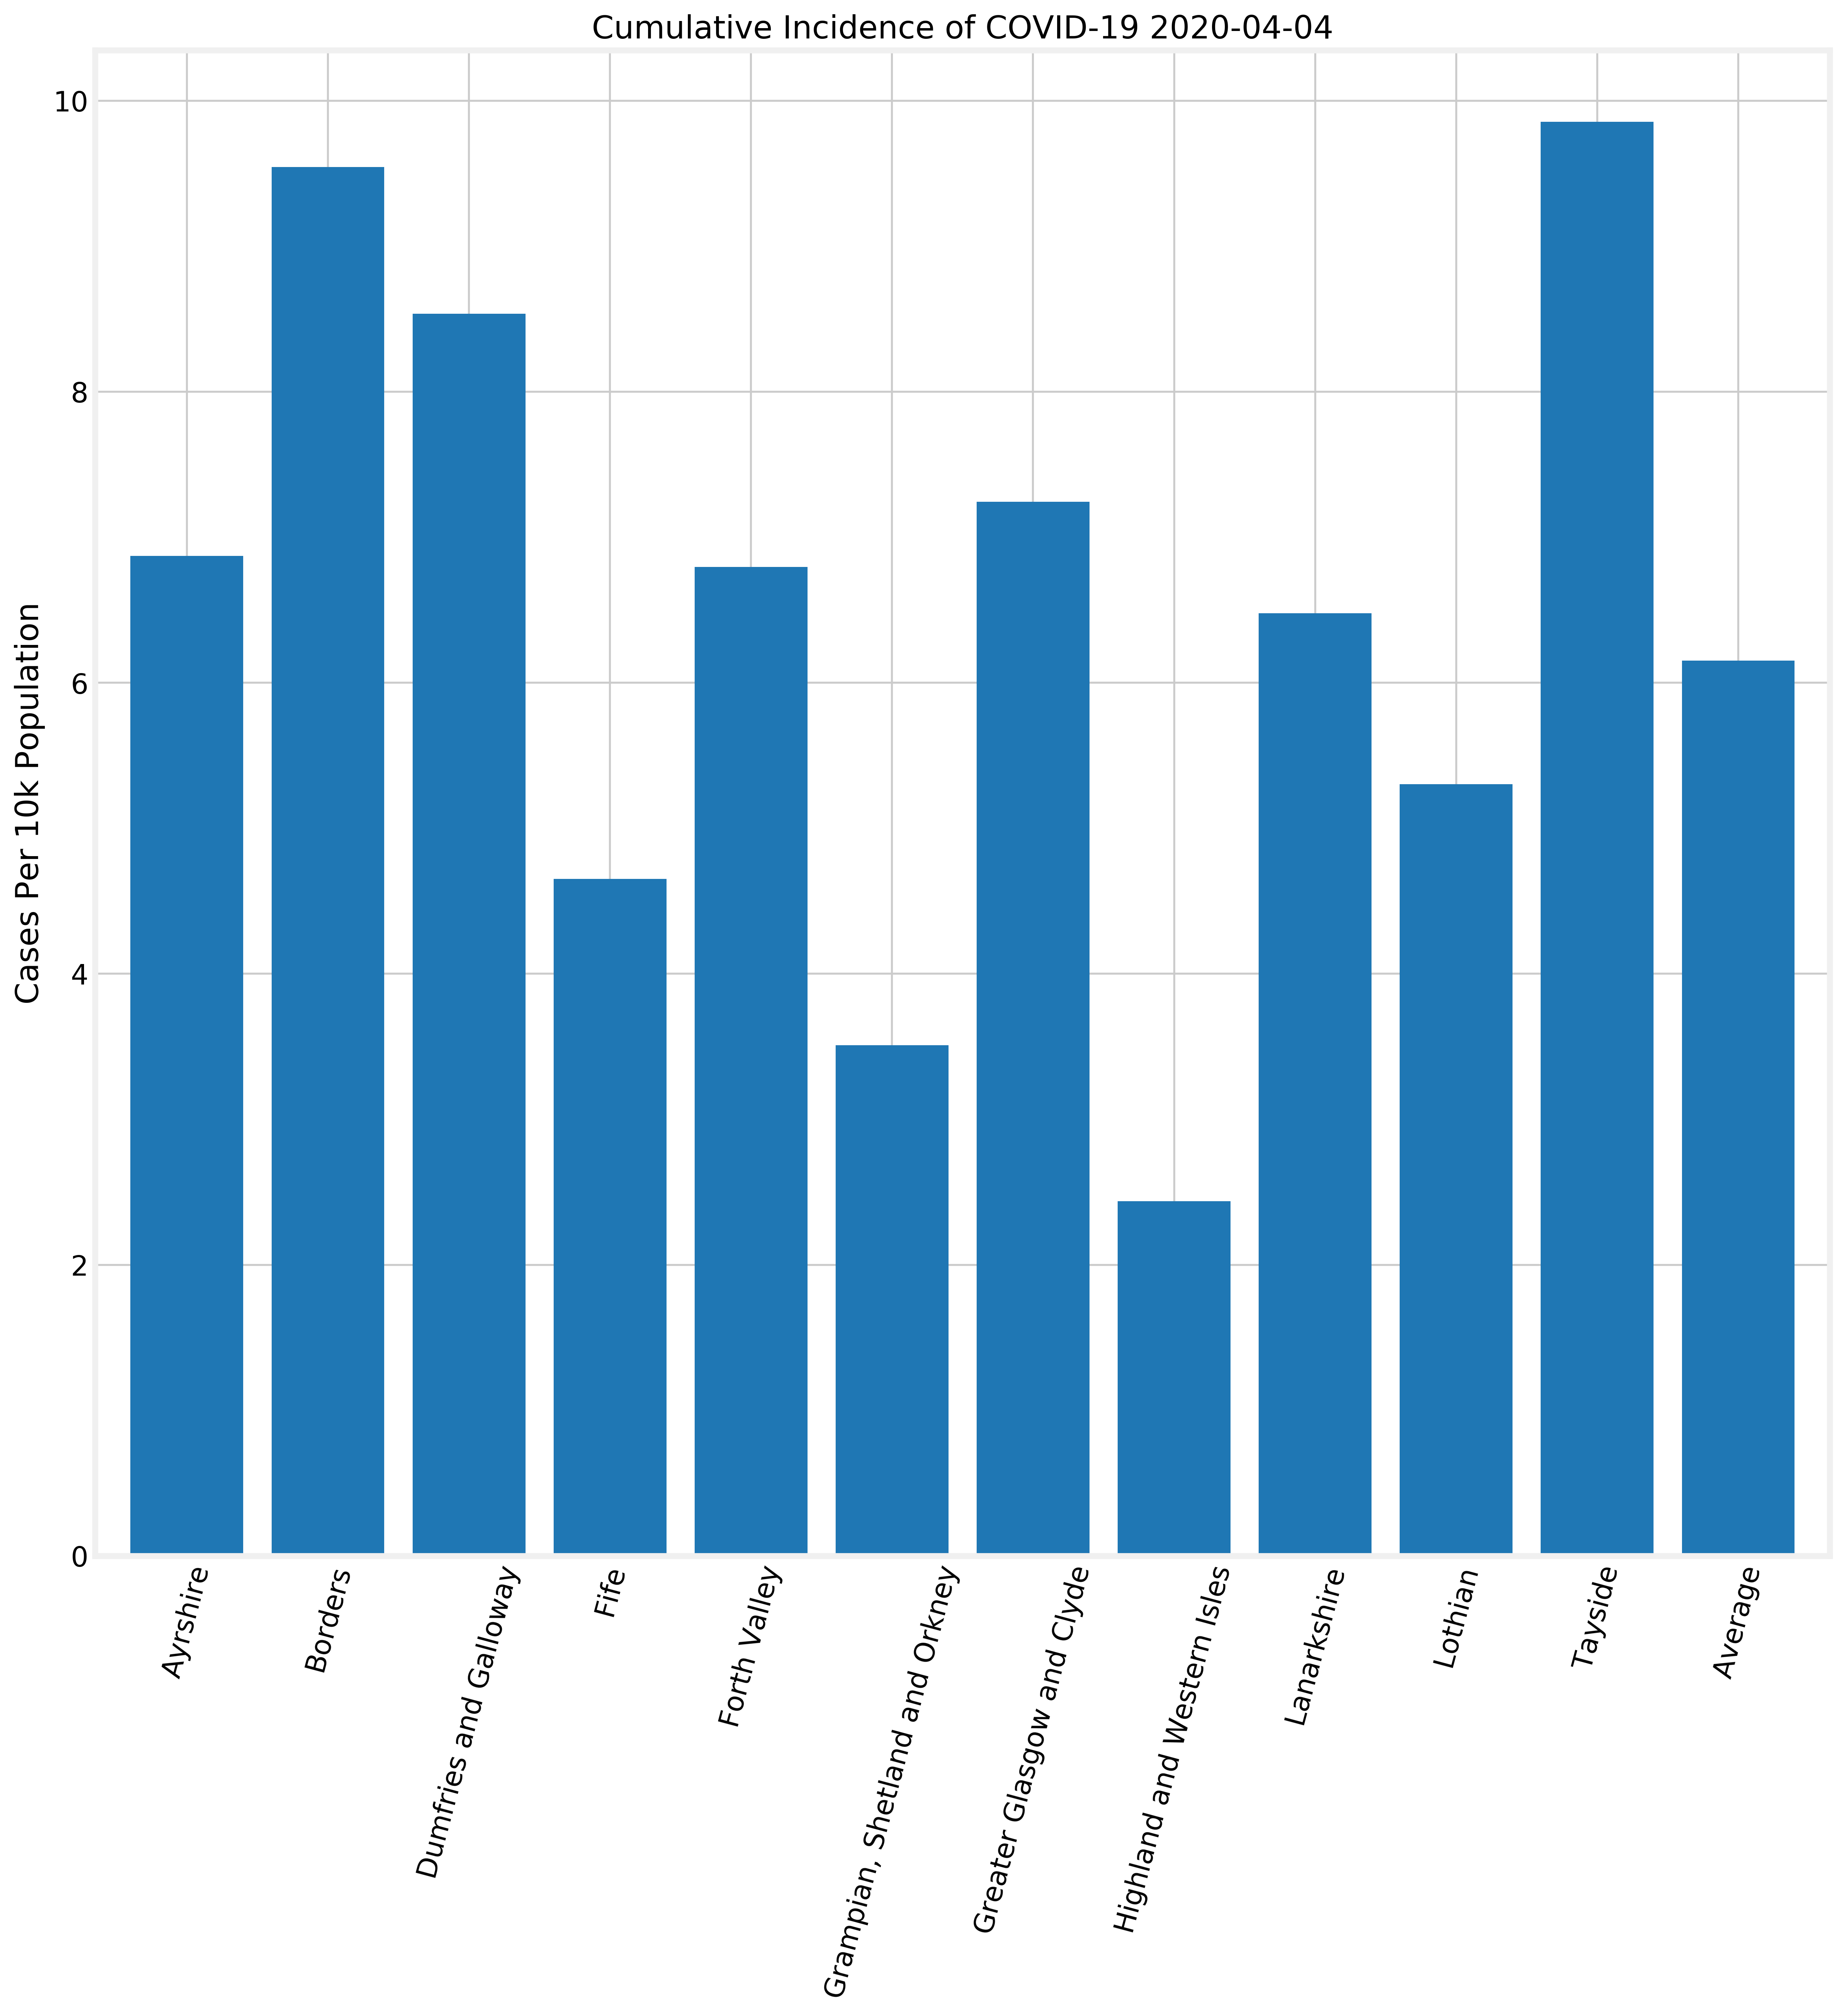 Cumulative Incidence of COVID-19 2020-04-04
Cases Per 10k Population
10
8
6
4
2
0
Ayrshire
Borders
Dumfries and Galloway
Fife
Forth Valley
Grampian, Shetland and Orkney
Greater Glasgow and Clyde
Highland and Western Isles
Lanarkshire
Lothian
Tayside
Average